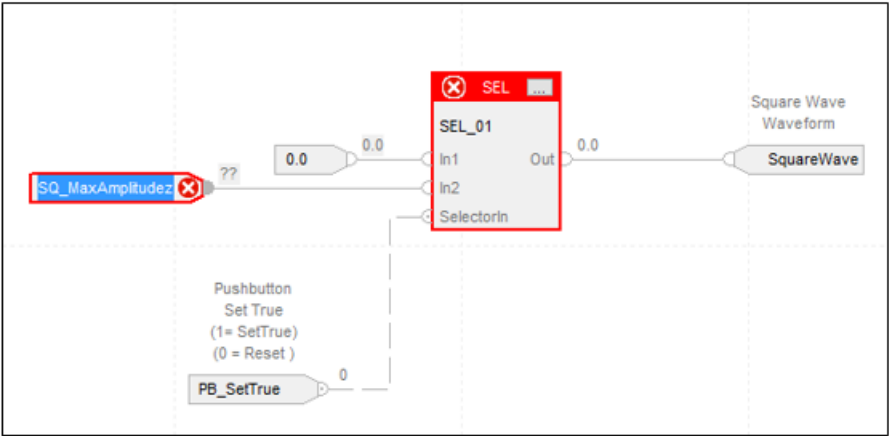 SEL ...
SEL_01
Square Wave
Waveform
0.0 0.0 In1 Out 0.0 SquareWave
SQ_MaxAmplitudez ?? In2
SelectorIn
Pushbutton
Set True
(1= SetTrue)
(0 = Reset )
PB_SetTrue 0